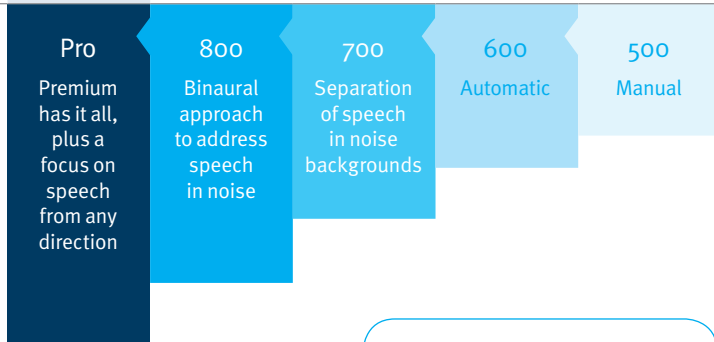 Pro
Premium
has it all,
plus a
focus on
speech
from any
direction
800
Binaural
approach
to address
speech
in noise
700
Separation
of speech
in noise
backgrounds
600
Automatic
500
Manual